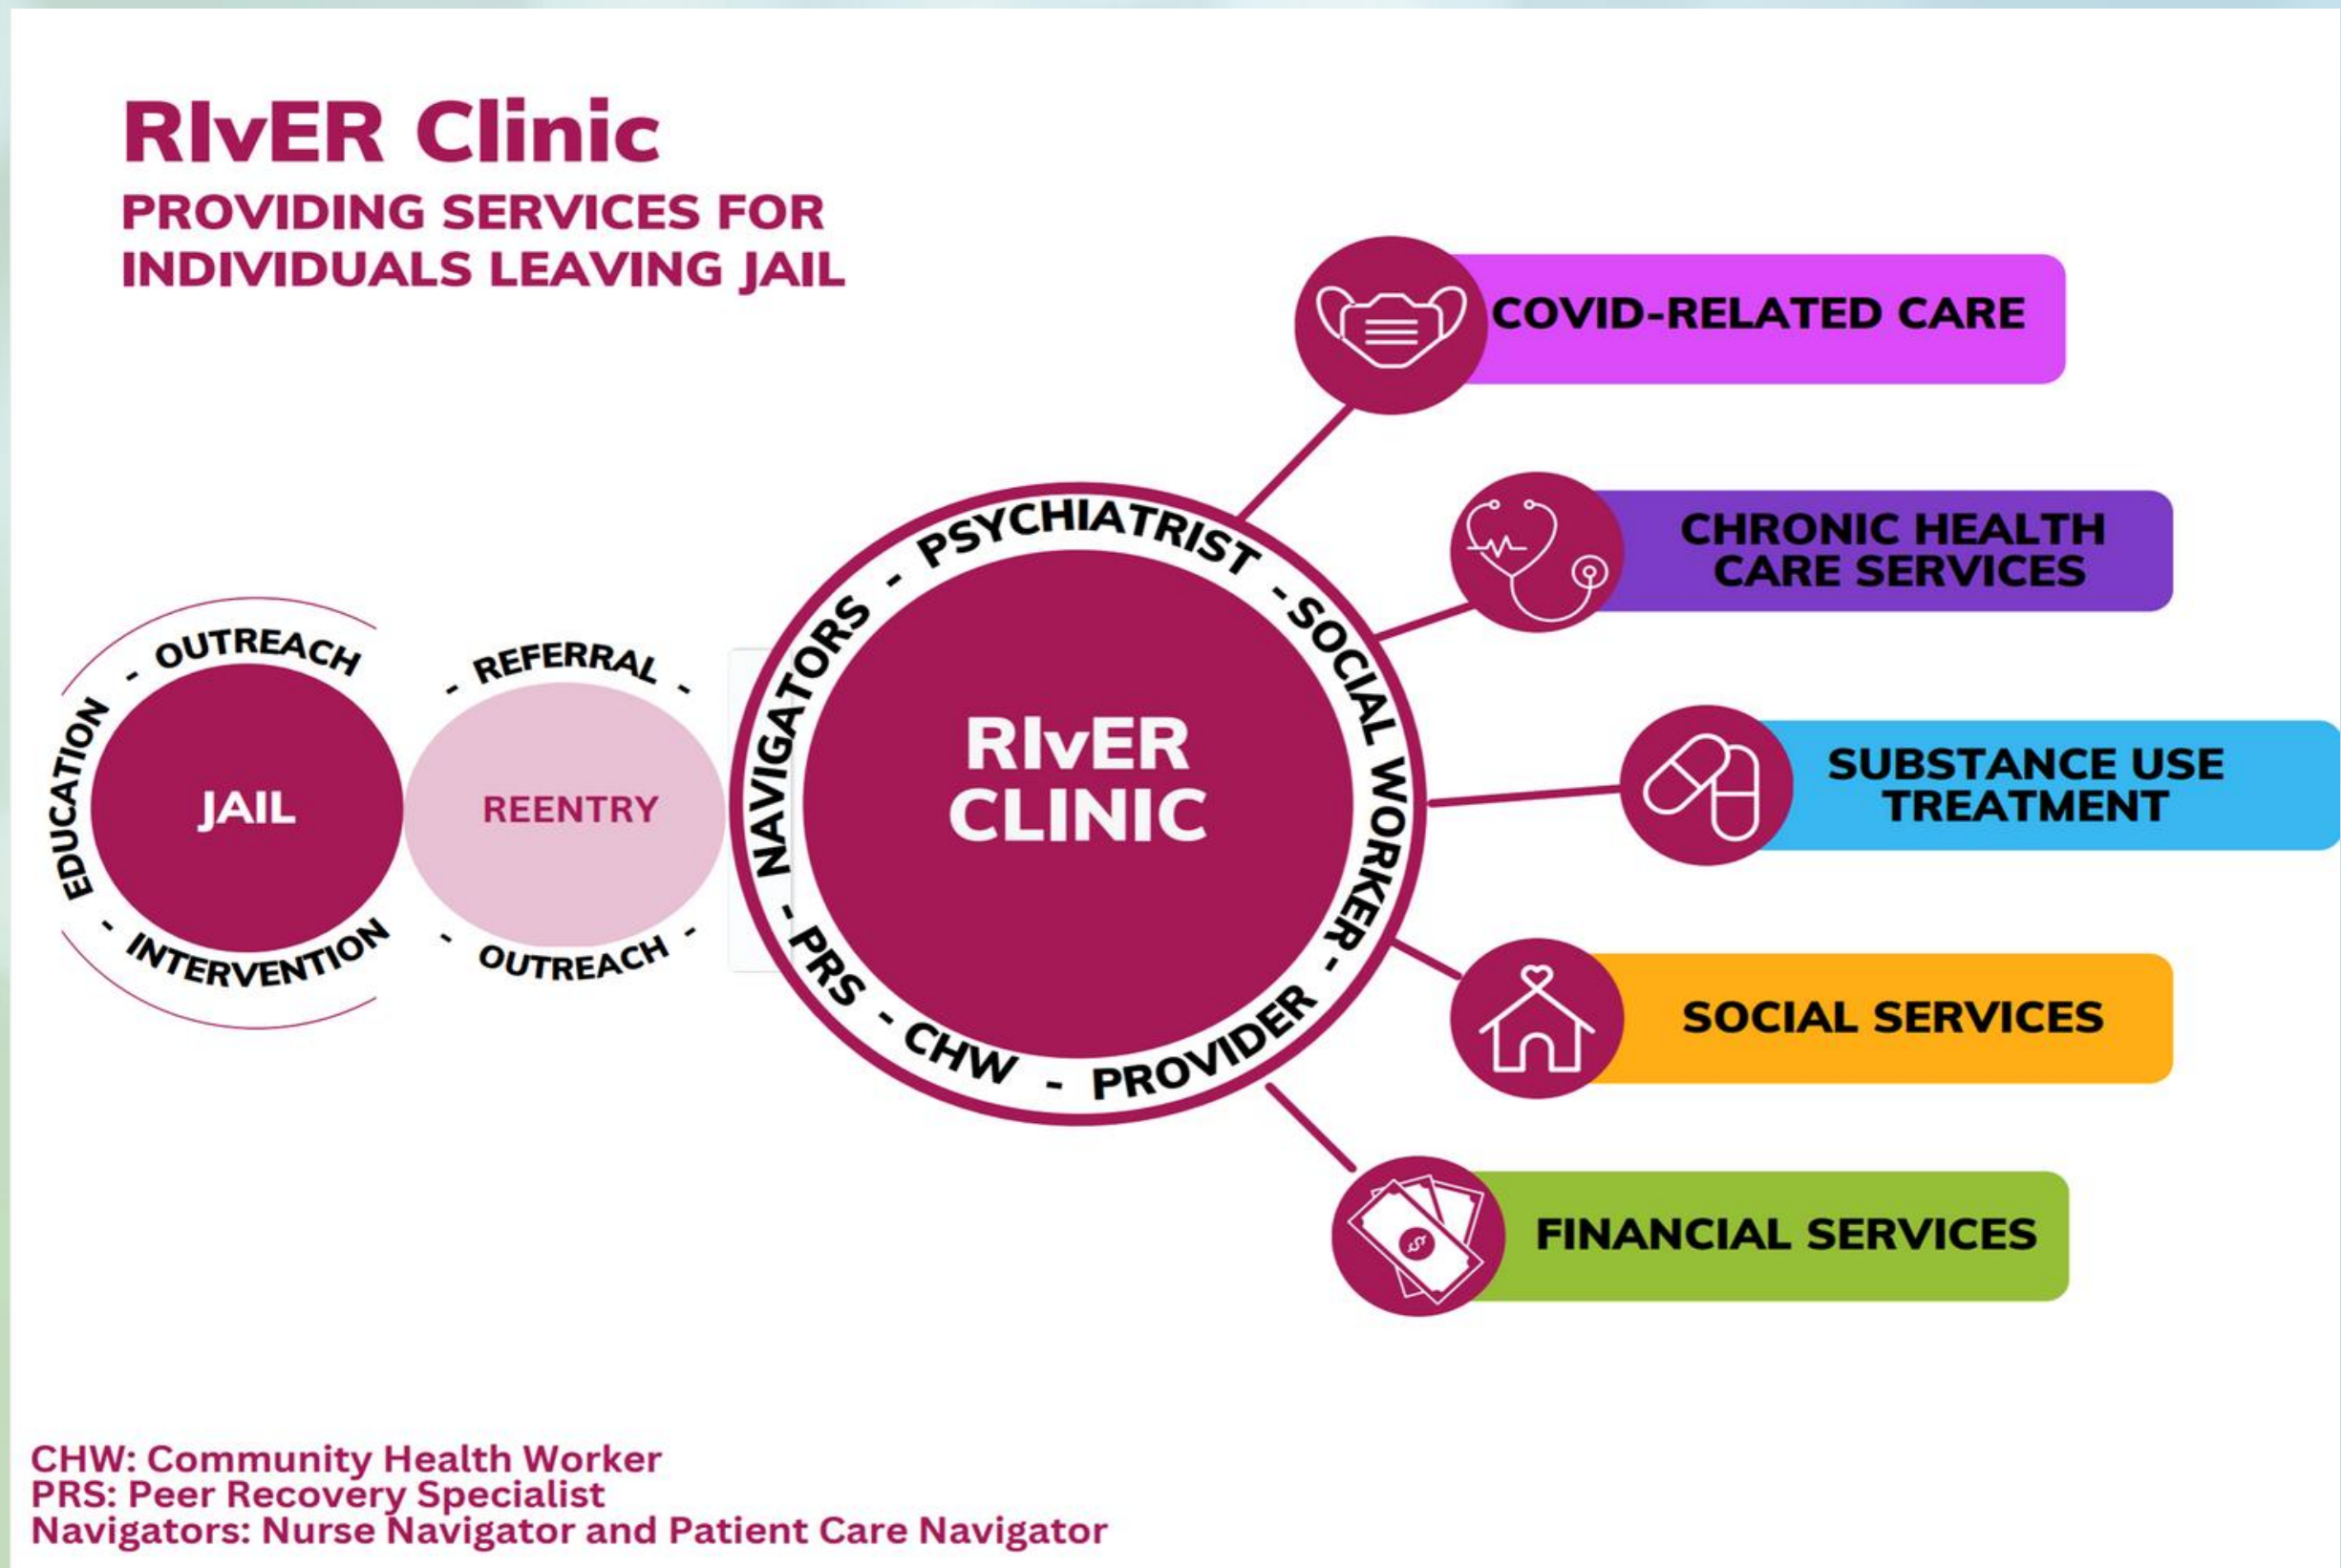 RIvER Clinic
PROVIDING SERVICES FOR
INDIVIDUALS LEAVING JAIL
EDUCATION - OUTREACH
- INTERVENTION
JAIL
- REFERRAL -
REENTRY
- OUTREACH -
NAVIGATORS - PSYCHIATRIST - SOCIAL WORKER -
- PRS - CHW - PROVIDER
RIvER
CLINIC
COVID-RELATED CARE
CHRONIC HEALTH
CARE SERVICES
SUBSTANCE USE
TREATMENT
SOCIAL SERVICES
$
FINANCIAL SERVICES
CHW: Community Health Worker
PRS: Peer Recovery Specialist
Navigators: Nurse Navigator and Patient Care Navigator